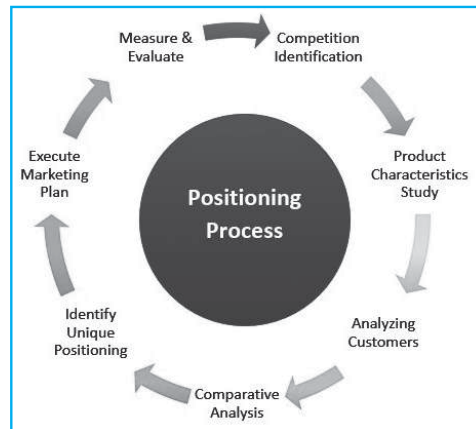 Positioning
Process
Measure &
Evaluate
Competition
Identification
Product
Characteristics
Study
Analyzing
Customers
Comparative
Analysis
Identify
Unique
Positioning
Execute
Marketing
Plan